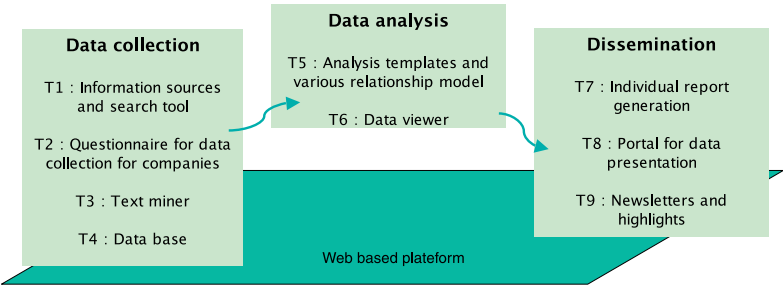 Data collection
T1 : Information sources
and search tool
T2 : Questionnaire for data
collection for companies
T3 : Text miner
T4 : Data base
Data analysis
T5 : Analysis templates and
various relationship model
T6 : Data viewer
Dissemination
T7 : Individual report
generation
T8 : Portal for data
presentation
T9 : Newsletters and
highlights
Web based plateform